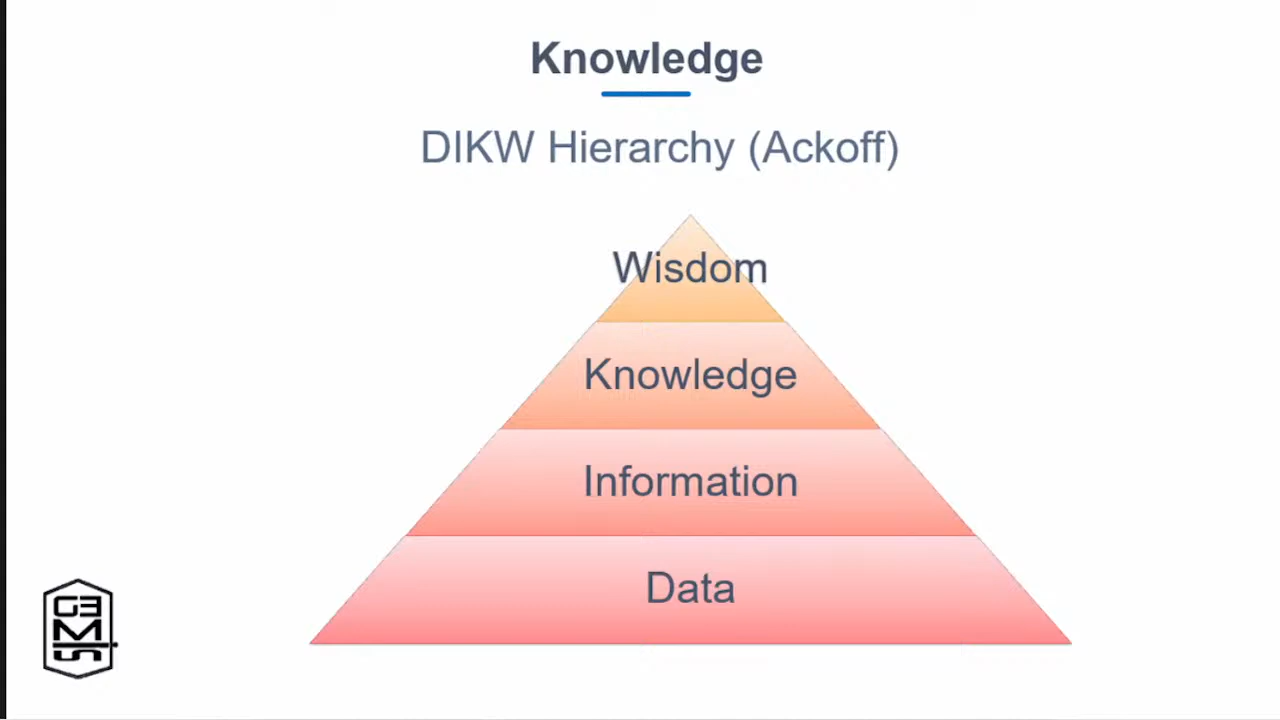 Knowledge
DIKW Hierarchy (Ackoff)
Wisdom
Knowledge
Information
Data